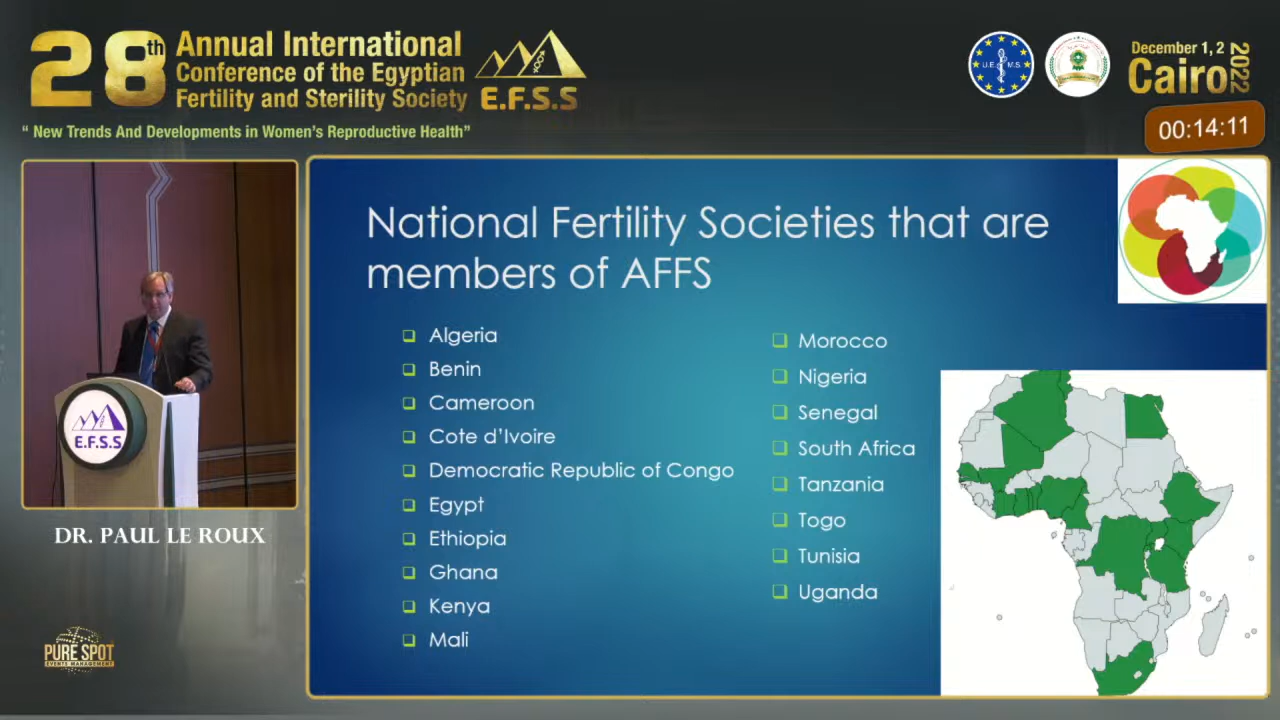 28th
Annual International
Conference of the Egyptian
Fertility and Sterility Society
E.F.S.S
" New Trends And Developments in Women's Reproductive Health"
U.E.M.S.
December 1, 2
Cairo
2022
00:14:11
National Fertility Societies that are
members of AFFS
Algeria
Benin
Cameroon
Cote d'Ivoire
Democratic Republic of Congo
Egypt
Ethiopia
Ghana
Kenya
Mali
Morocco
Nigeria
Senegal
South Africa
Tanzania
Togo
Tunisia
Uganda
E.F.S.S
DR. PAUL LE ROUX
PURE SPOT
EVENTS MANAGEMENT